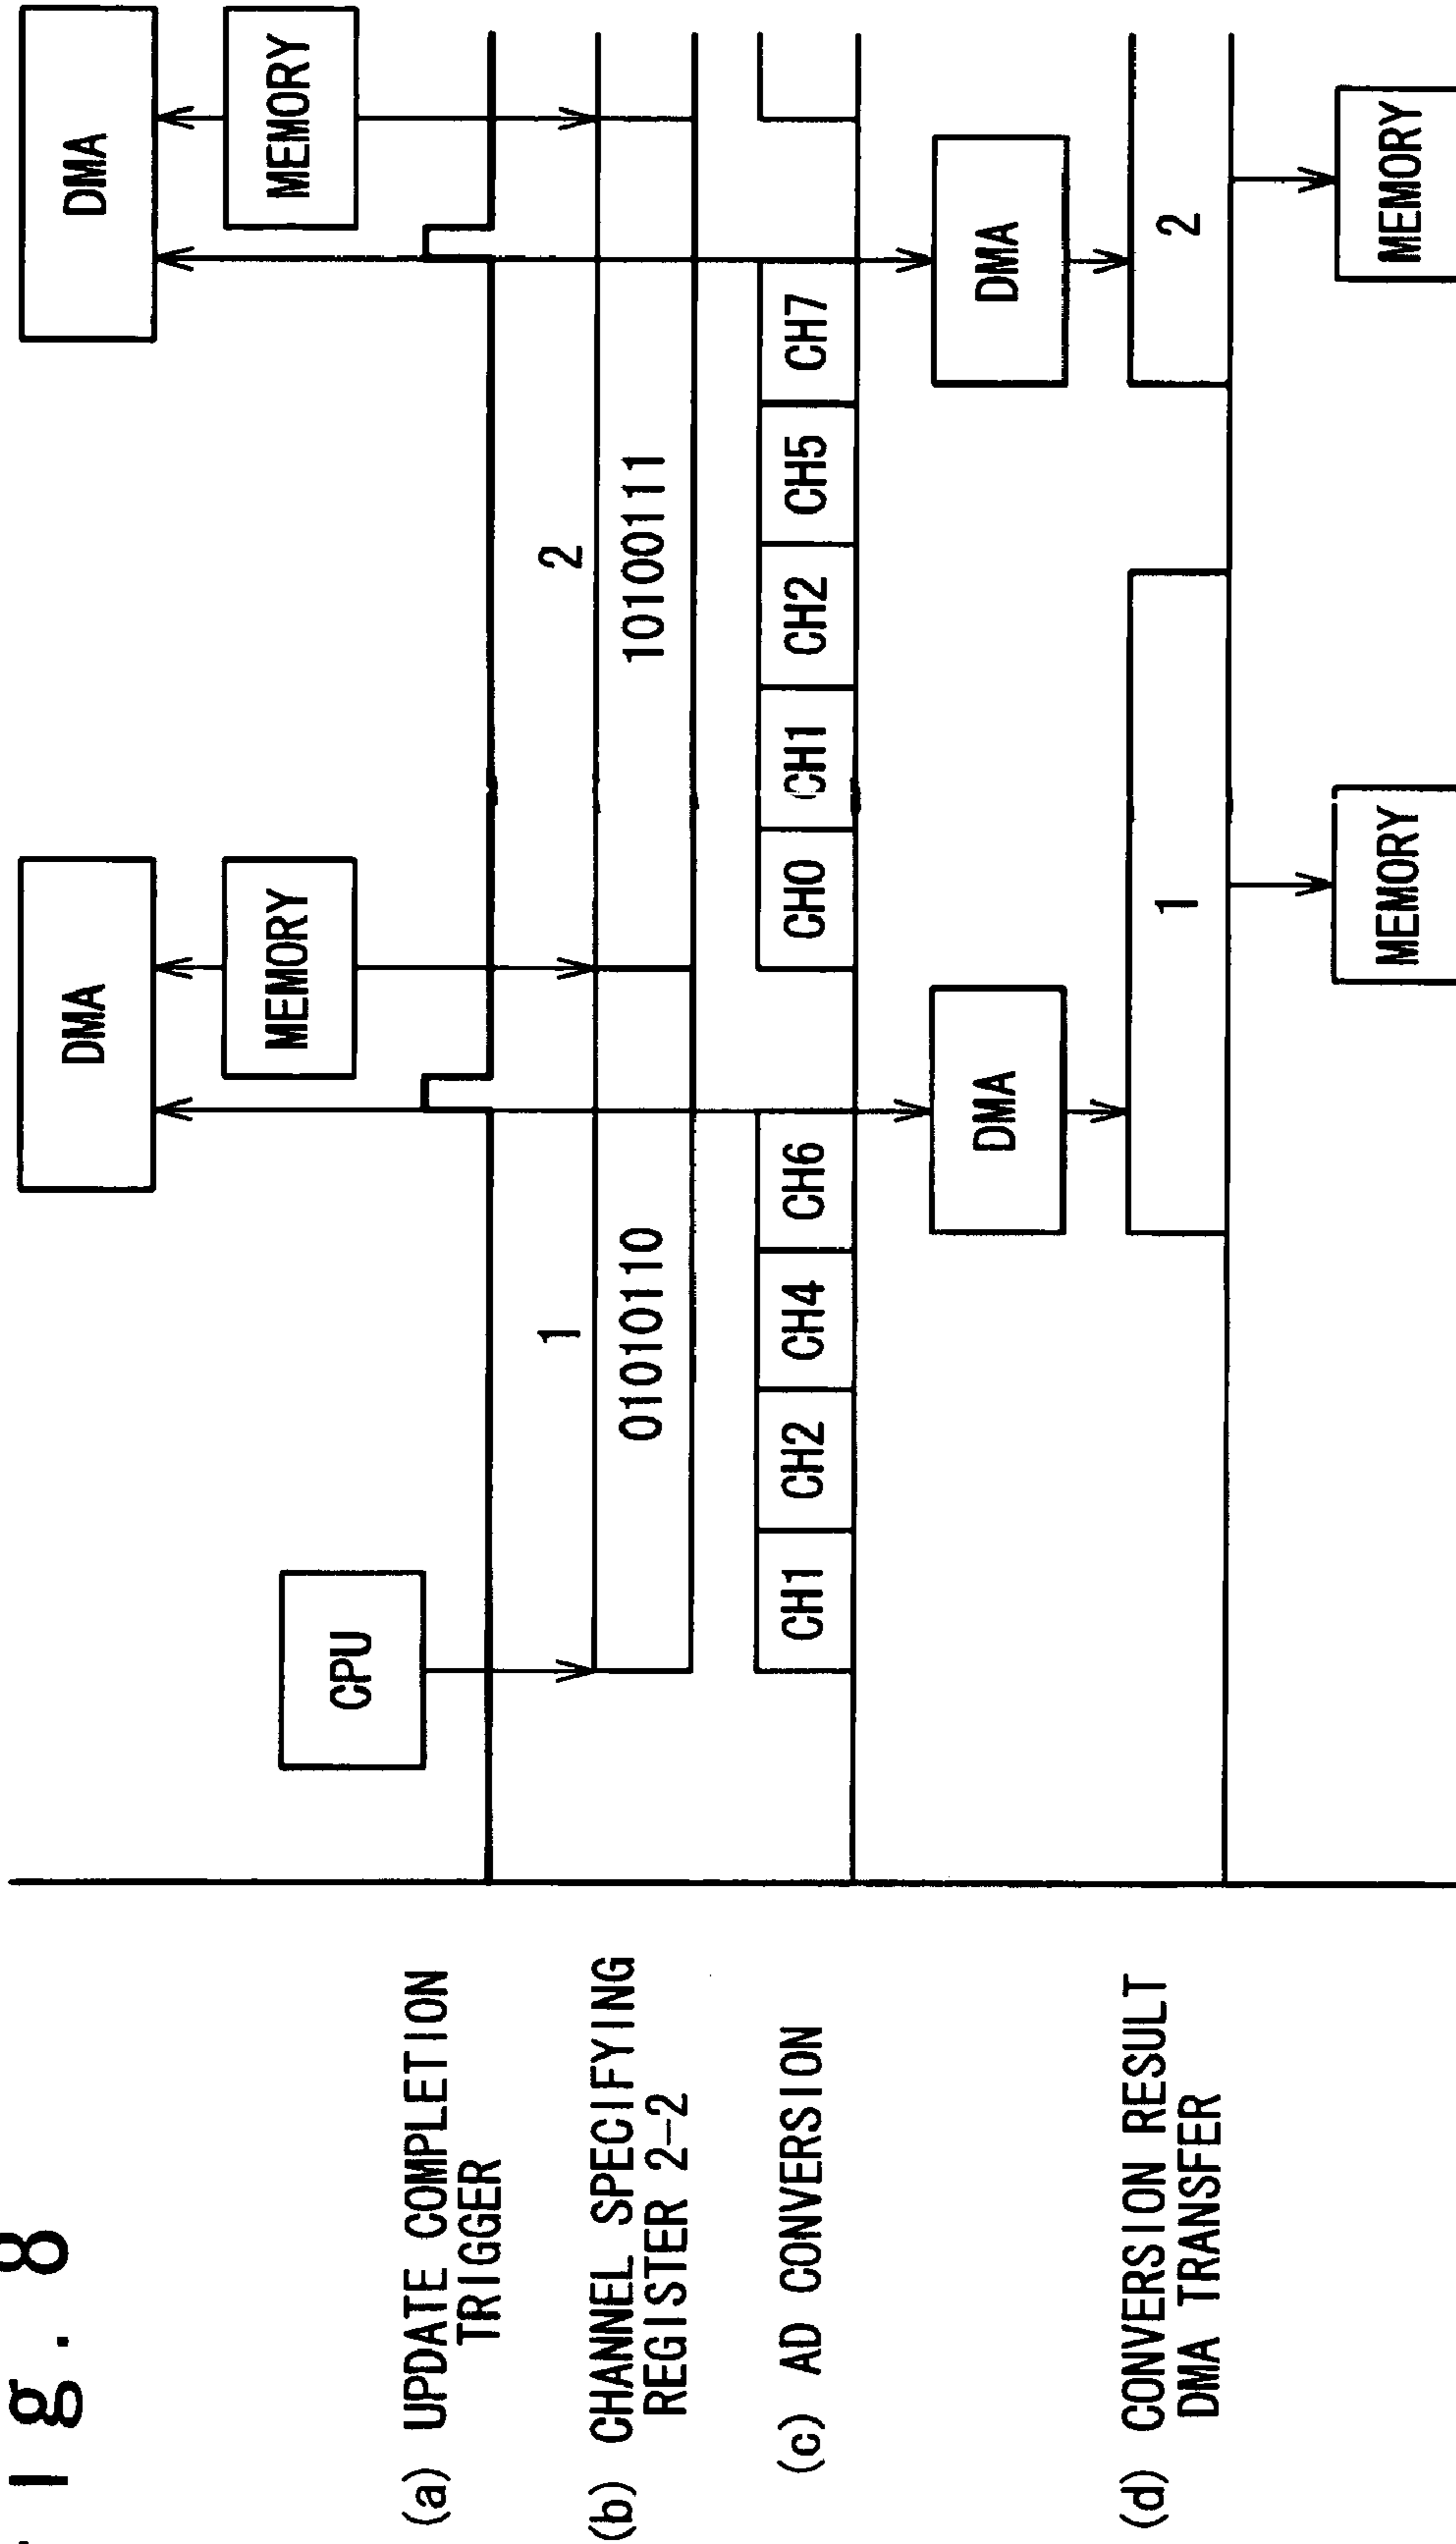 Fig. 8
DMA
DMA
MEMORY
MEMORY
CPU
(a) UPDATE COMPLETION
TRIGGER
1
2
(b) CHANNEL SPECIFYING
REGISTER 2-2
01010110
10100111
(c) AD CONVERSION
CH1
CH2
CH4
CH6
CH0
CH1
CH2
CH5
CH7
DMA
DMA
(d) CONVERSION RESULT
DMA TRANSFER
1
2
MEMORY
MEMORY